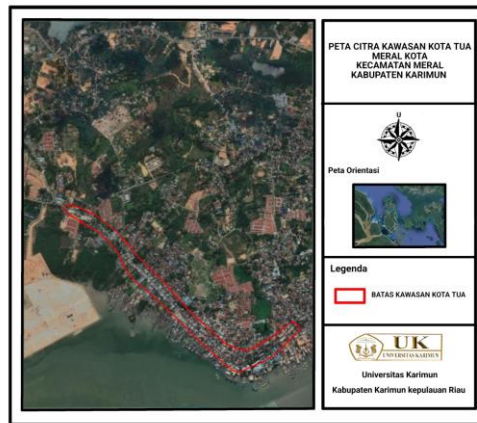 PETA CITRA KAWASAN KOTA TUA
MERAL KOTA
KECAMATAN MERAL
KABUPATEN KARIMUN
U
Peta Orientasi
Legenda
BATAS KAWASAN KOTA TUA
UK
UNIVERSITAS KARIMUN
Universitas Karimun
Kabupaten Karimun kepulauan Riau